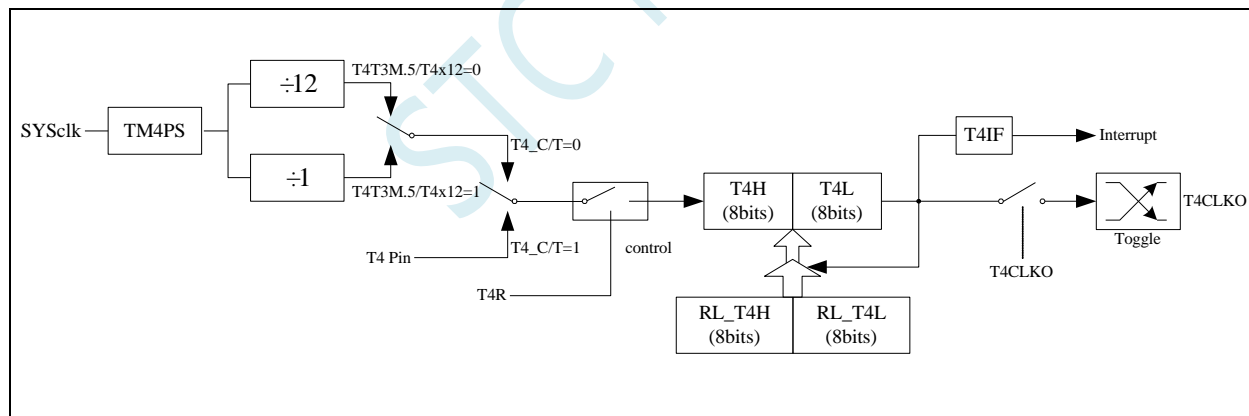 STC
T4T3M.5/T4x12=0
÷12
SYSclk
TM4PS
T4IF
Interrupt
T4_C/T=0
÷1
T4H
(8bits)
T4L
(8bits)
T4T3M.5/T4x12=1
T4CLKO
Toggle
T4 Pin
T4_C/T=1
control
T4CLKO
T4R
RL_T4H
(8bits)
RL_T4L
(8bits)